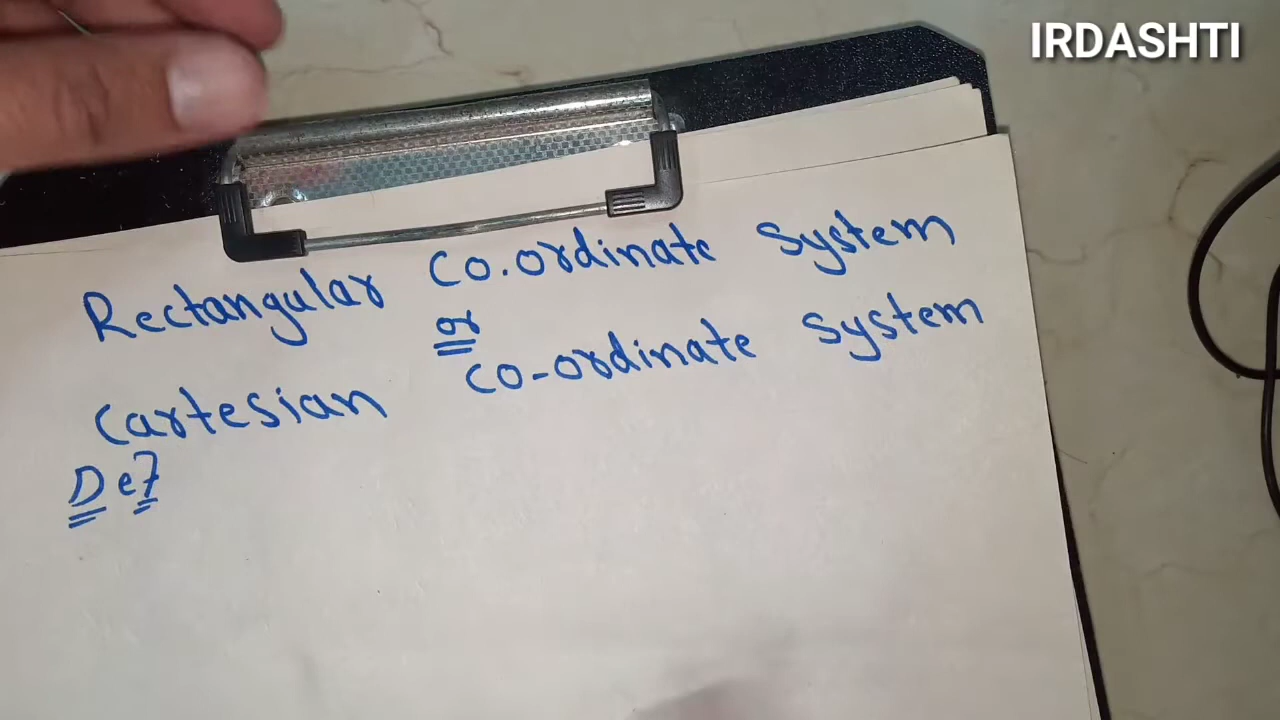 IRDASHTI
Rectangular Co.ordinate System
or
Cartesian Co-ordinate System
Def